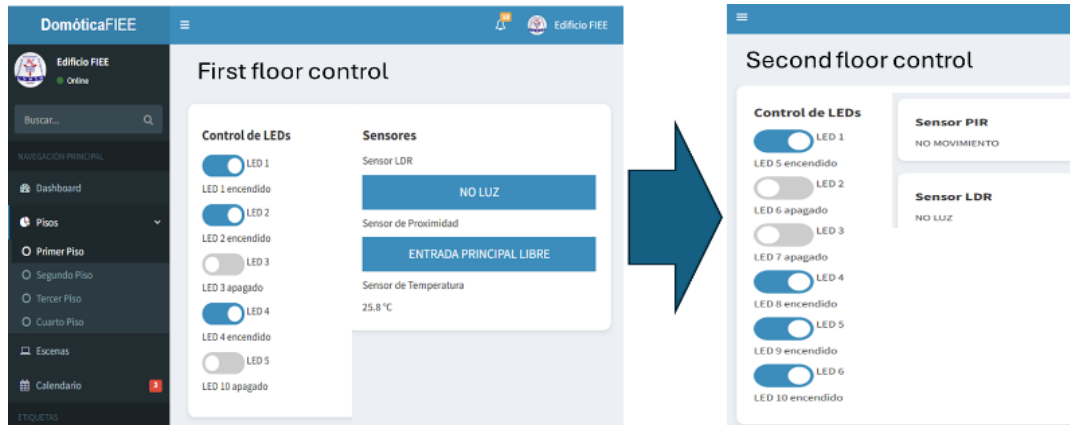 DomóticaFIEE
Edificio FIEE
Edificio FIEE
Online
Buscar...
NAVEGACIÓN PRINCIPAL
Dashboard
Pisos
Primer Piso
Segundo Piso
Tercer Piso
Cuarto Piso
Escenas
Calendario
3
ETIQUETAS
First floor control
Control de LEDs
LED 1
LED 1 encendido
LED 2
LED 2 encendido
LED 3
LED 3 apagado
LED 4
LED 4 encendido
LED 5
LED 10 apagado
Sensores
Sensor LDR
NO LUZ
Sensor de Proximidad
ENTRADA PRINCIPAL LIBRE
Sensor de Temperatura
25.8 °C
Second floor control
Control de LEDs
LED 1
LED 5 encendido
LED 2
LED 6 apagado
LED 3
LED 7 apagado
LED 4
LED 8 encendido
LED 5
LED 9 encendido
LED 6
LED 10 encendido
Sensor PIR
NO MOVIMIENTO
Sensor LDR
NO LUZ